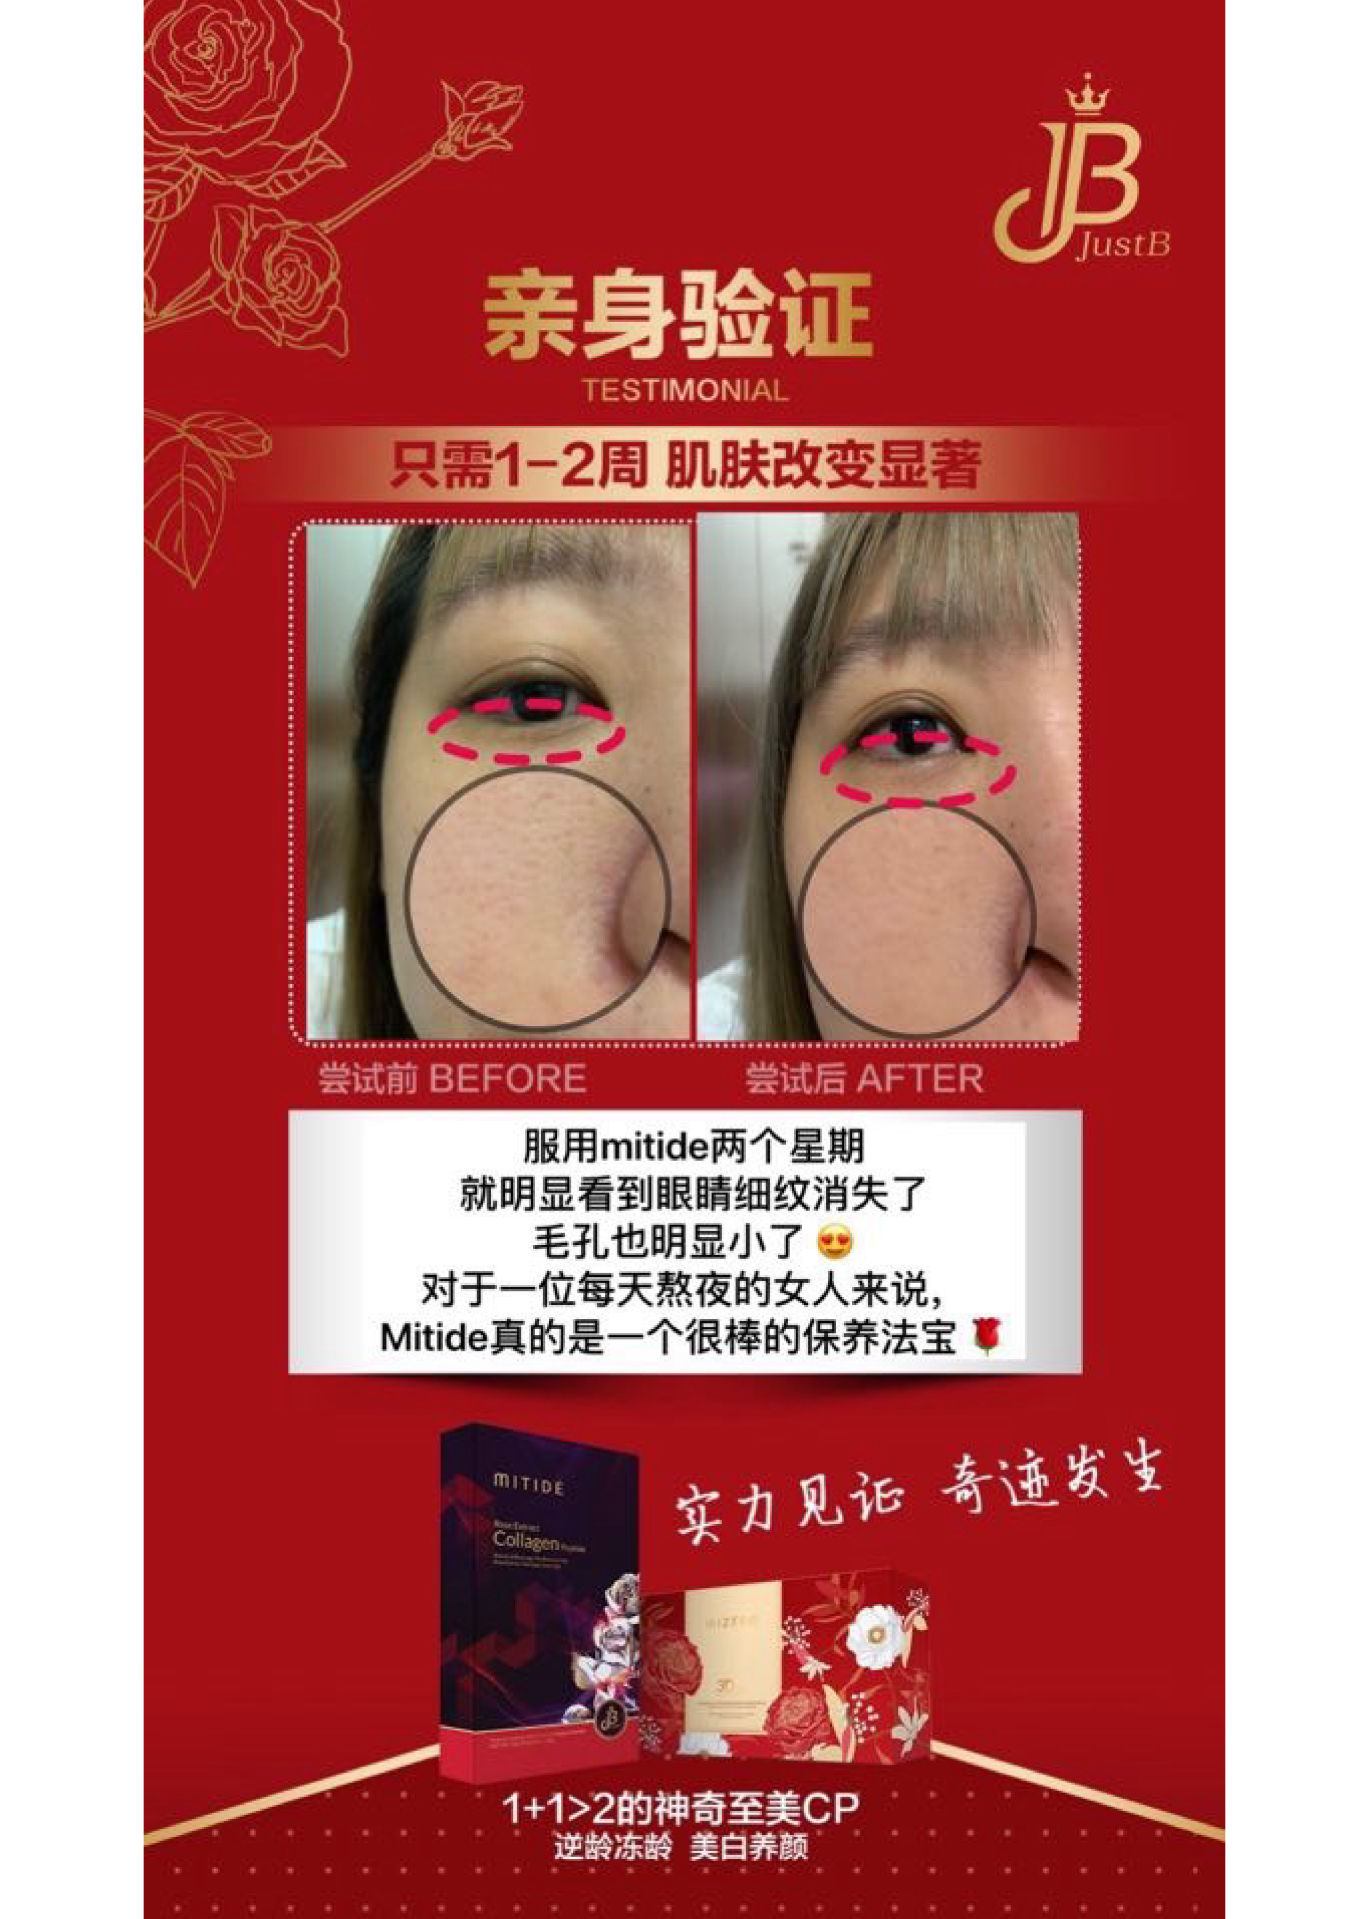 JB
JustB
亲身验证
TESTIMONIAL
只需1-2周 肌肤改变显著
尝试前 BEFORE
尝试后 AFTER
服用mitide两个星期
就明显看到眼睛细纹消失了
毛孔也明显小了 😍
对于一位每天熬夜的女人来说，
Mitide真的是一个很棒的保养法宝 🌹
实力见证 奇迹发生
MITIDE
Collagen Peptide
1+1>2的神奇至美CP
逆龄冻龄 美白养颜